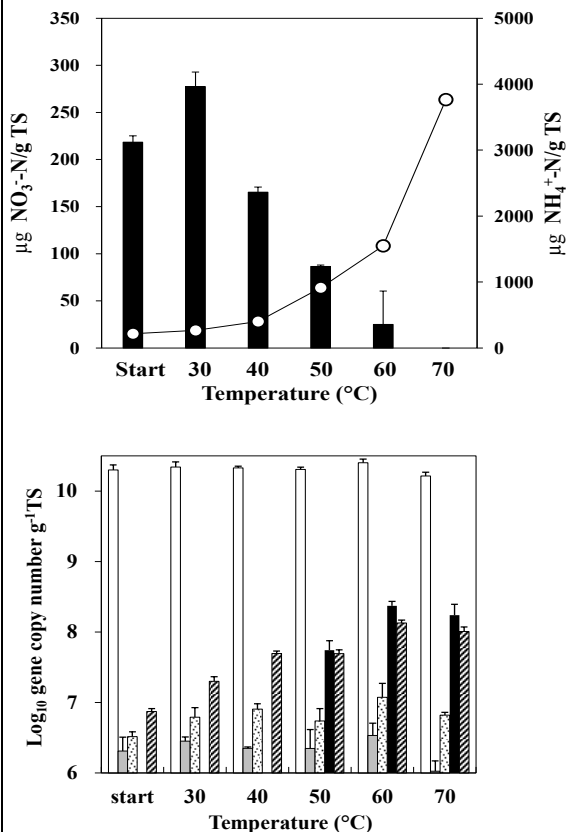 350
300
250
200
150
100
50
0
5000
4000
3000
2000
1000
0
µg NO₃⁻-N/g TS
µg NH₄⁺-N/g TS
Start 30 40 50 60 70
Temperature (°C)
10
9
8
7
6
Log₁₀ gene copy number g⁻¹TS
start 30 40 50 60 70
Temperature (°C)